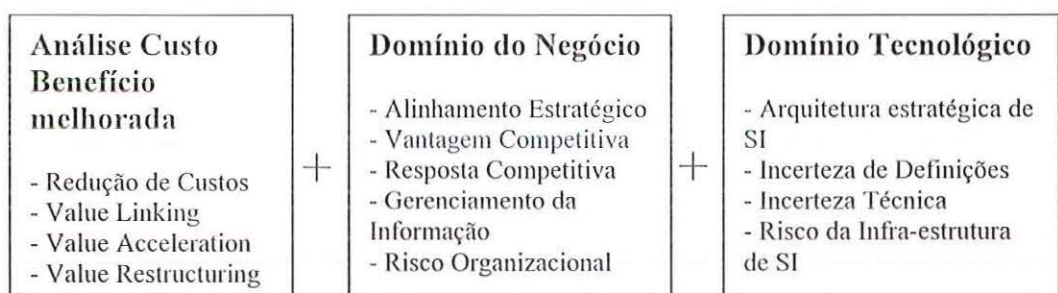 Análise Custo
Benefício
melhorada
- Redução de Custos
- Value Linking
- Value Acceleration
- Value Restructuring
+
Domínio do Negócio
- Alinhamento Estratégico
- Vantagem Competitiva
- Resposta Competitiva
- Gerenciamento da
Informação
- Risco Organizacional
+
Domínio Tecnológico
- Arquitetura estratégica de
SI
- Incerteza de Definições
- Incerteza Técnica
- Risco da Infra-estrutura
de SI